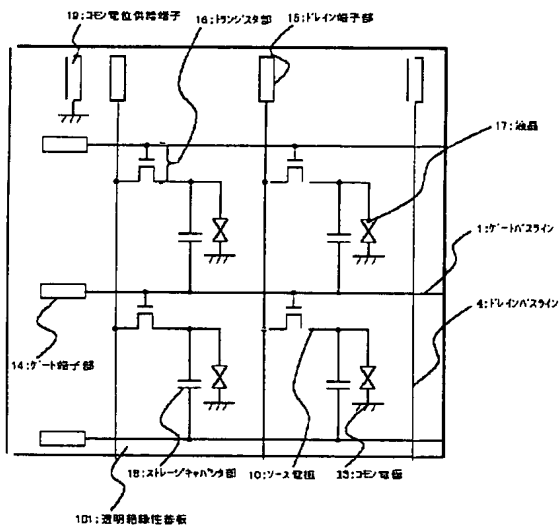 19:コモン電位供給端子
16:トランジスタ部
15:ドレイン端子部
17:液晶
1:ゲートバスライン
4:ドレインバスライン
14:ゲート端子部
18:ストレージキャパシタ部
10:ソース電極
33:コモン電極
101:透明絶縁性基板